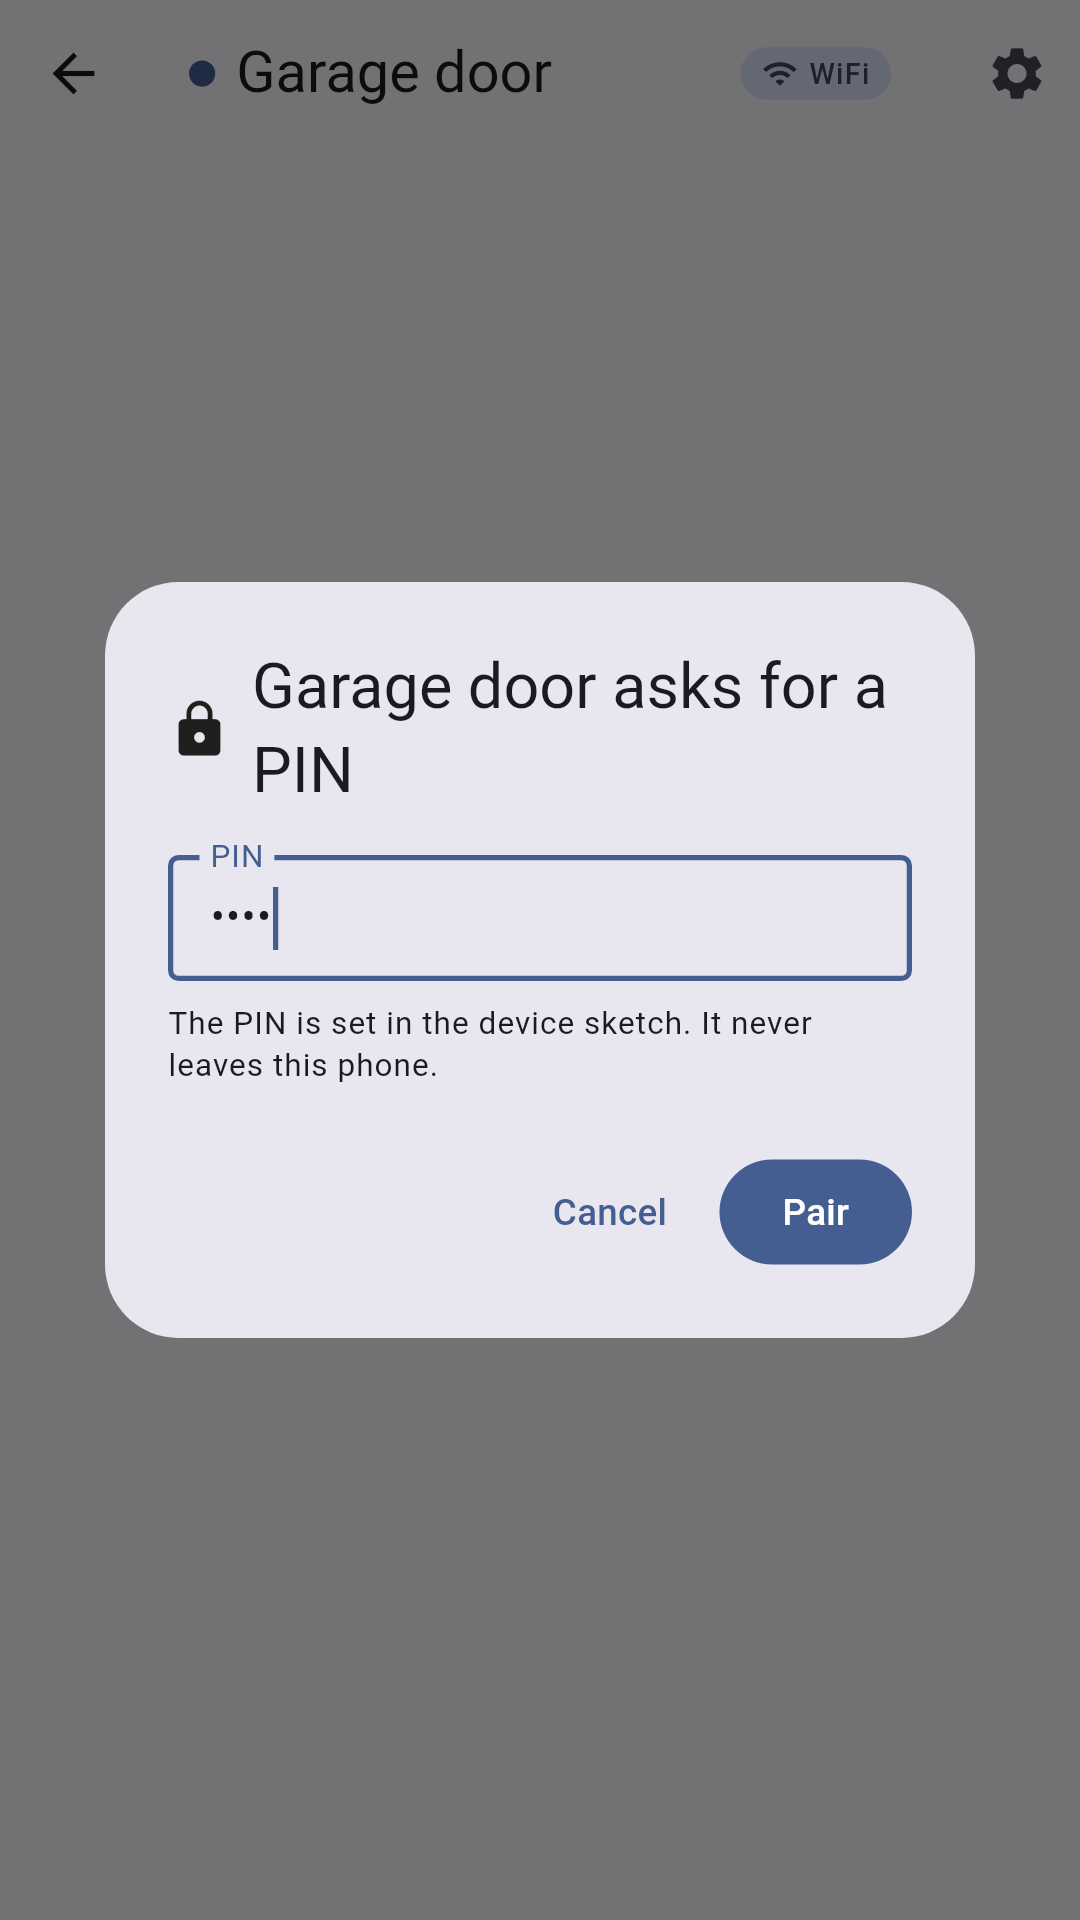 Garage door
WiFi
Garage door asks for a
PIN
PIN
••••
The PIN is set in the device sketch. It never
leaves this phone.
Cancel
Pair